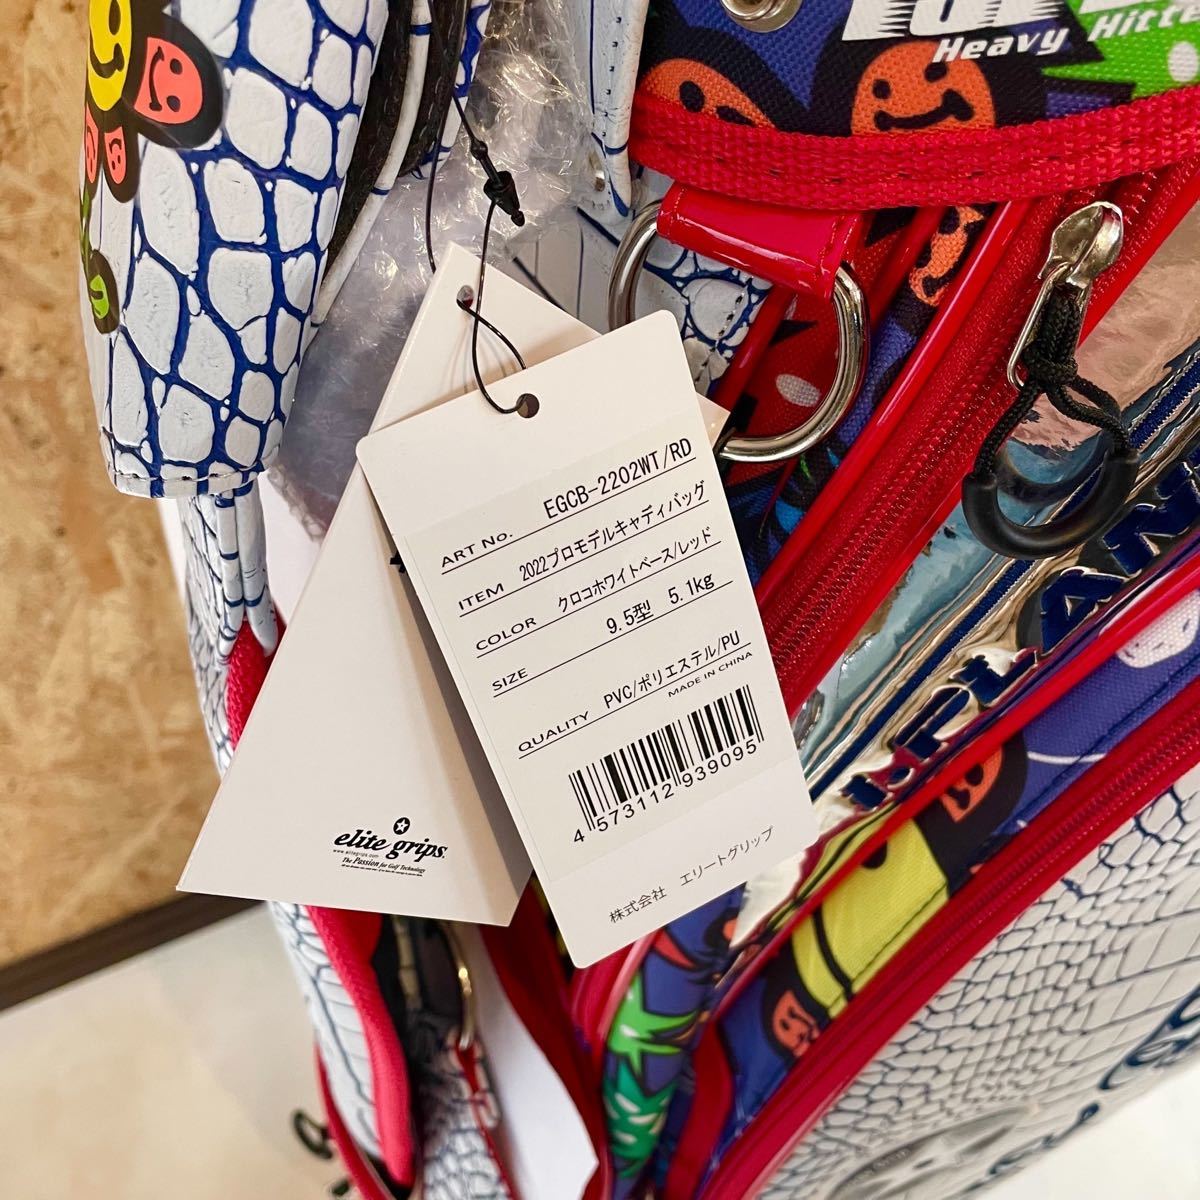 Heavy Hitte
ART No. EGCB-2202WT/RD
ITEM 2022プロモデルキャディバッグ
COLOR クロコホワイトベース/レッド
SIZE 9.5型 5.1kg
QUALITY PVC/ポリエステル/PU
MADE IN CHINA
4 573112 939095
株式会社 エリートグリップ
elite grips
www.elitegrips.com
The Passion for Golf Technology